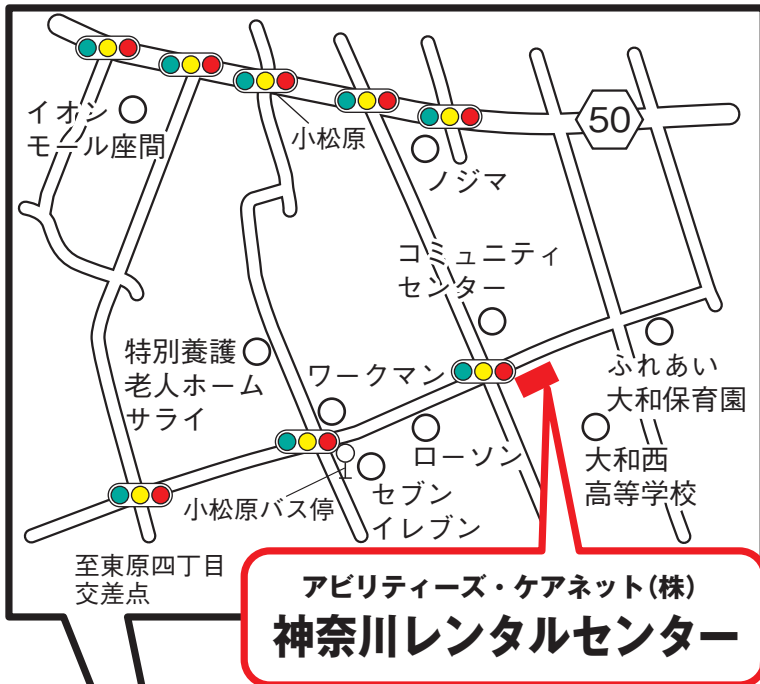 イオン
モール座間
小松原
50
ノジマ
コミュニティ
センター
特別養護
老人ホーム
サライ
ワークマン
ふれあい
大和保育園
ローソン
大和西
高等学校
小松原バス停
セブン
イレブン
至東原四丁目
交差点
アビリティーズ・ケアネット(株)
神奈川レンタルセンター